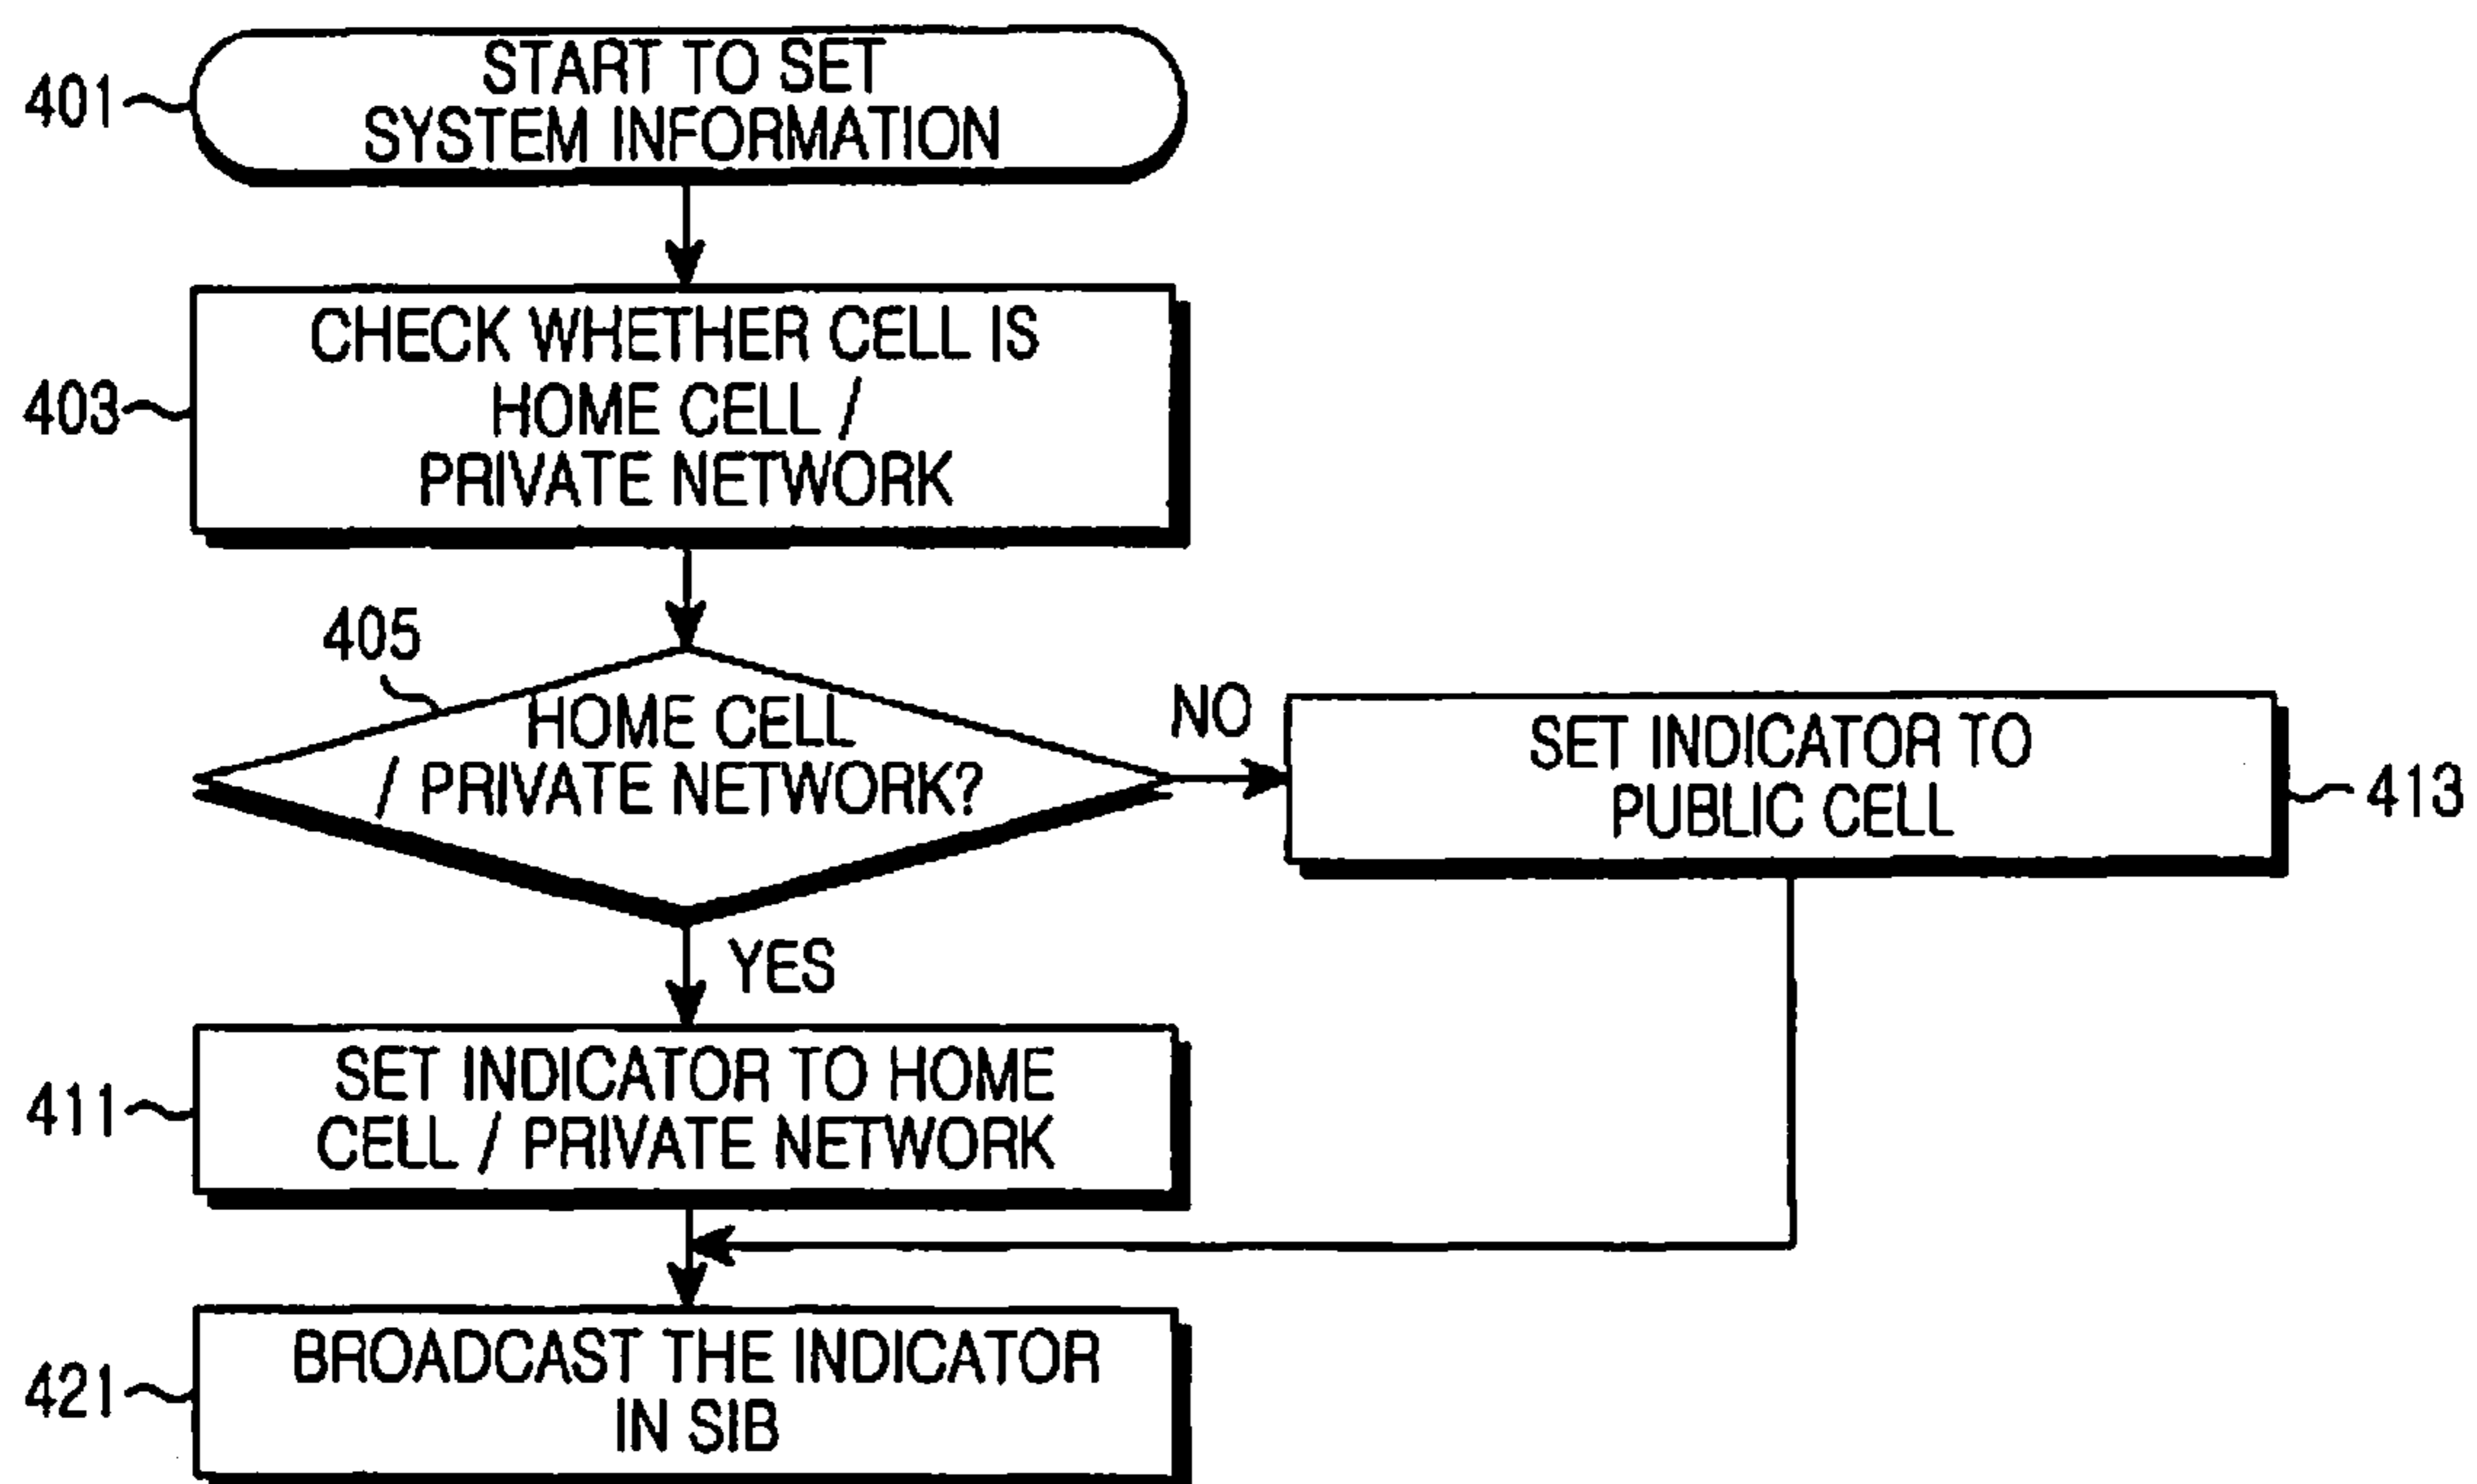 START TO SET
SYSTEM INFORMATION
401
CHECK WHETHER CELL IS
HOME CELL /
PRIVATE NETWORK
403
405
HOME CELL
/ PRIVATE NETWORK?
NO
SET INDICATOR TO
PUBLIC CELL
413
YES
SET INDICATOR TO HOME
CELL / PRIVATE NETWORK
411
BROADCAST THE INDICATOR
IN SIB
421